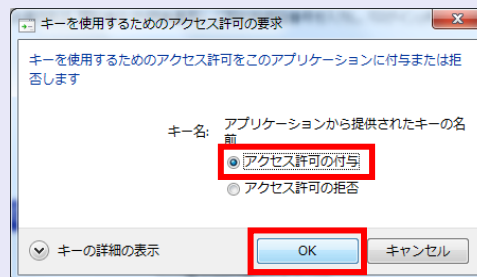 キーを使用するためのアクセス許可の要求
キーを使用するためのアクセス許可をこのアプリケーションに付与または拒
否します
キー名: アプリケーションから提供されたキーの名
前
アクセス許可の付与
アクセス許可の拒否
キーの詳細の表示 OK キャンセル